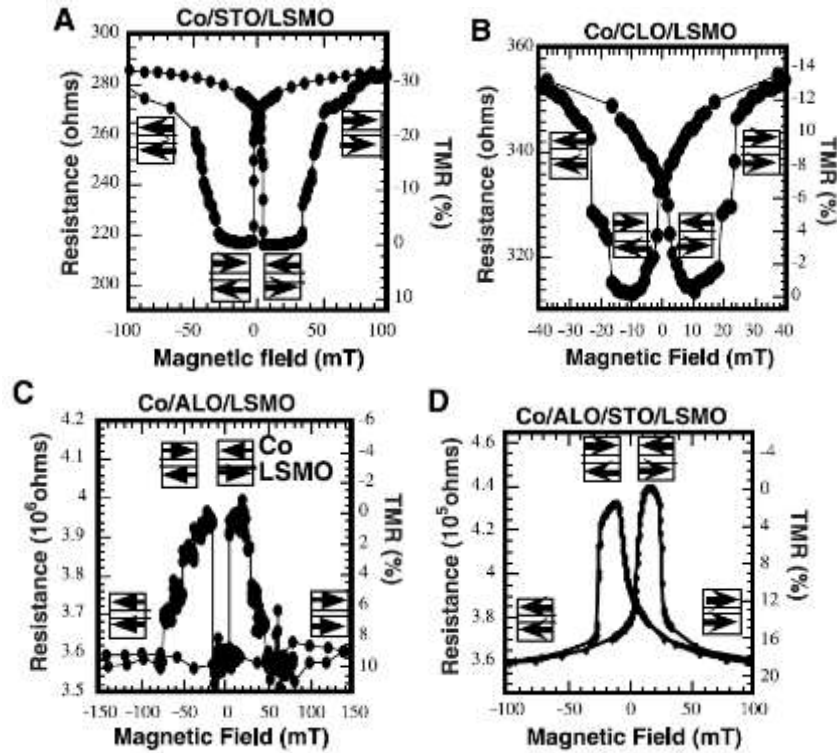 A
Co/STO/LSMO
Resistance (ohms)
300
280
260
240
220
200
-30
-20
-10
0
10
TMR (%)
-100 -50 0 50 100
Magnetic field (mT)
B
Co/CLO/LSMO
Resistance (ohms)
360
340
320
-14
-12
10
-8
-6
4
-2
0
TMR (%)
-40 -30 -20 -10 0 10 20 30 40
Magnetic Field (mT)
C
Co/ALO/LSMO
Resistance (10⁶ohms)
4.2
4.1
4
3.9
3.8
3.7
3.6
3.5
Co
LSMO
-6
-4
-2
0
2
4
6
8
10
TMR (%)
-150 -100 -50 0 50 100 150
Magnetic Field (mT)
D
Co/ALO/STO/LSMO
Resistance (10⁵ohms)
4.6
4.4
4.2
4
3.8
3.6
-4
0
4
8
12
16
20
TMR (%)
-100 -50 0 50 100
Magnetic Field (mT)